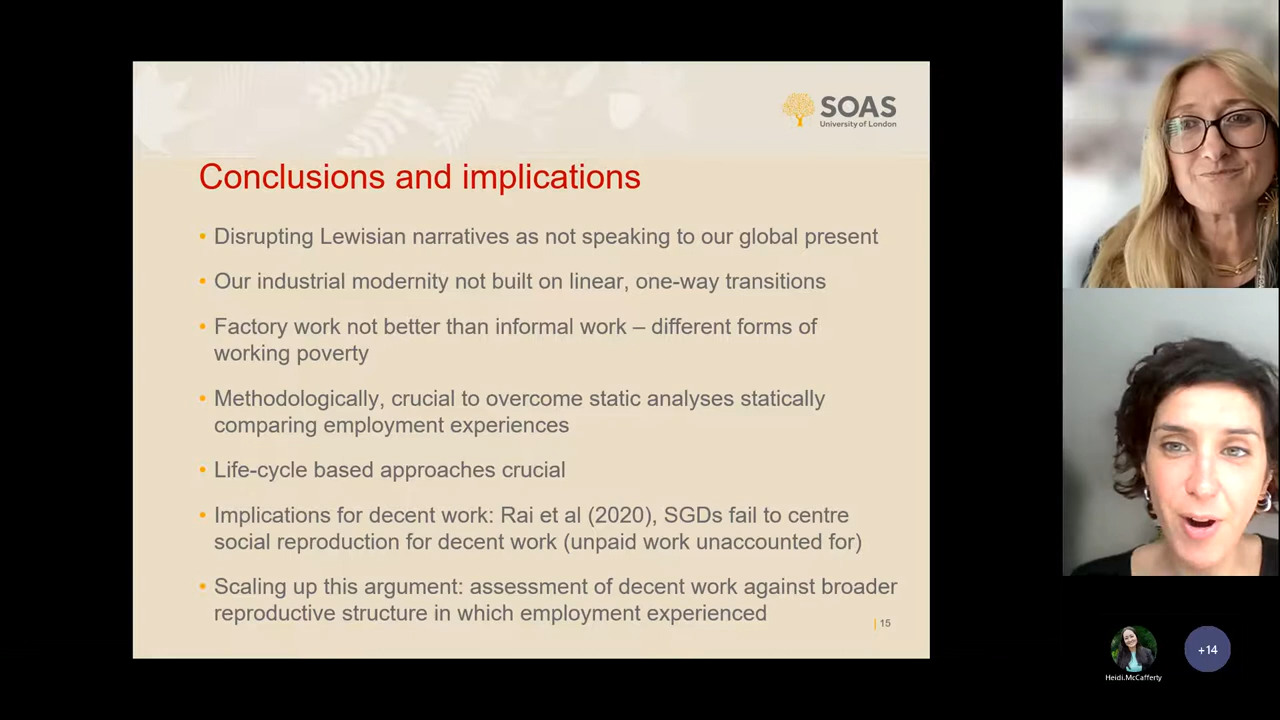 SOAS
University of London
Conclusions and implications
• Disrupting Lewisian narratives as not speaking to our global present
• Our industrial modernity not built on linear, one-way transitions
• Factory work not better than informal work – different forms of
working poverty
• Methodologically, crucial to overcome static analyses statically
comparing employment experiences
• Life-cycle based approaches crucial
• Implications for decent work: Rai et al (2020), SGDs fail to centre
social reproduction for decent work (unpaid work unaccounted for)
• Scaling up this argument: assessment of decent work against broader
reproductive structure in which employment experienced
15
Heidi.McCafferty
+14